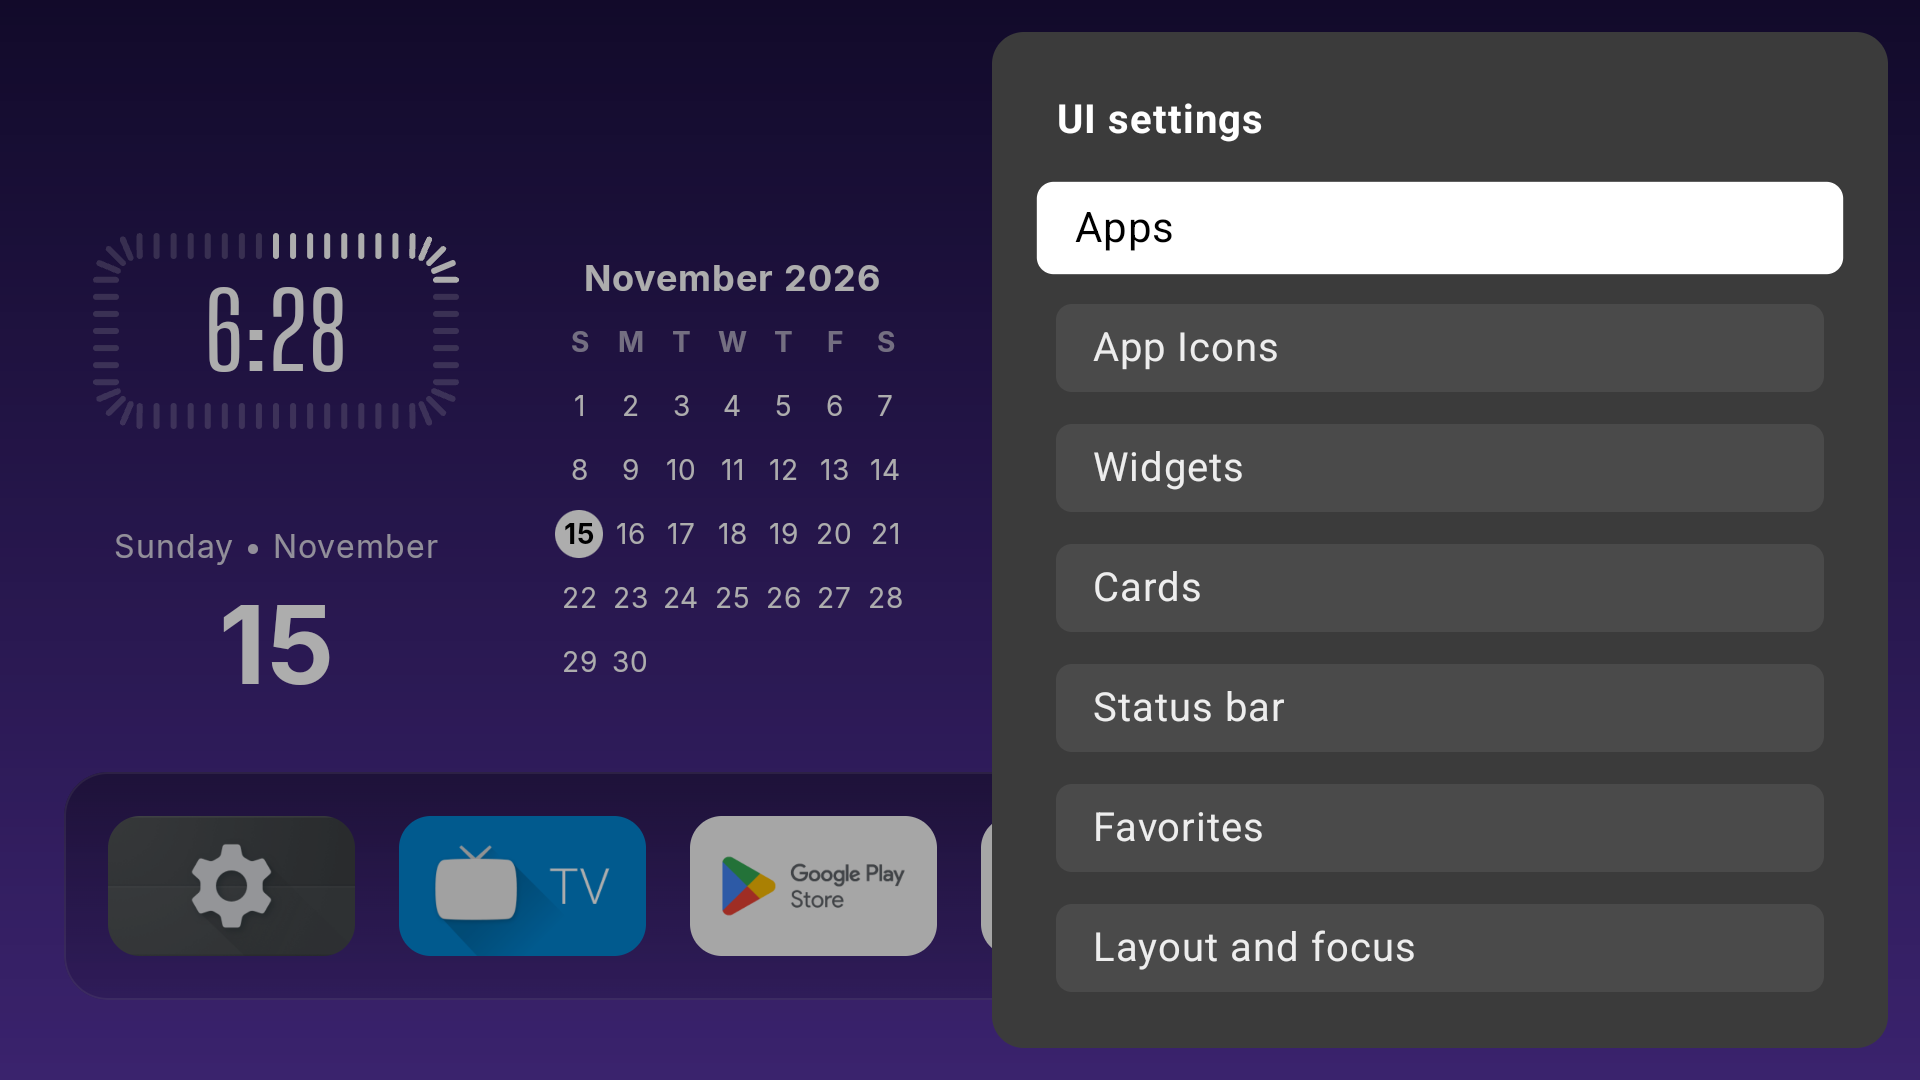 6:28
Sunday • November
15
November 2026
S M T W T F S
1 2 3 4 5 6 7
8 9 10 11 12 13 14
15 16 17 18 19 20 21
22 23 24 25 26 27 28
29 30
TV
Google Play
Store
UI settings
Apps
App Icons
Widgets
Cards
Status bar
Favorites
Layout and focus